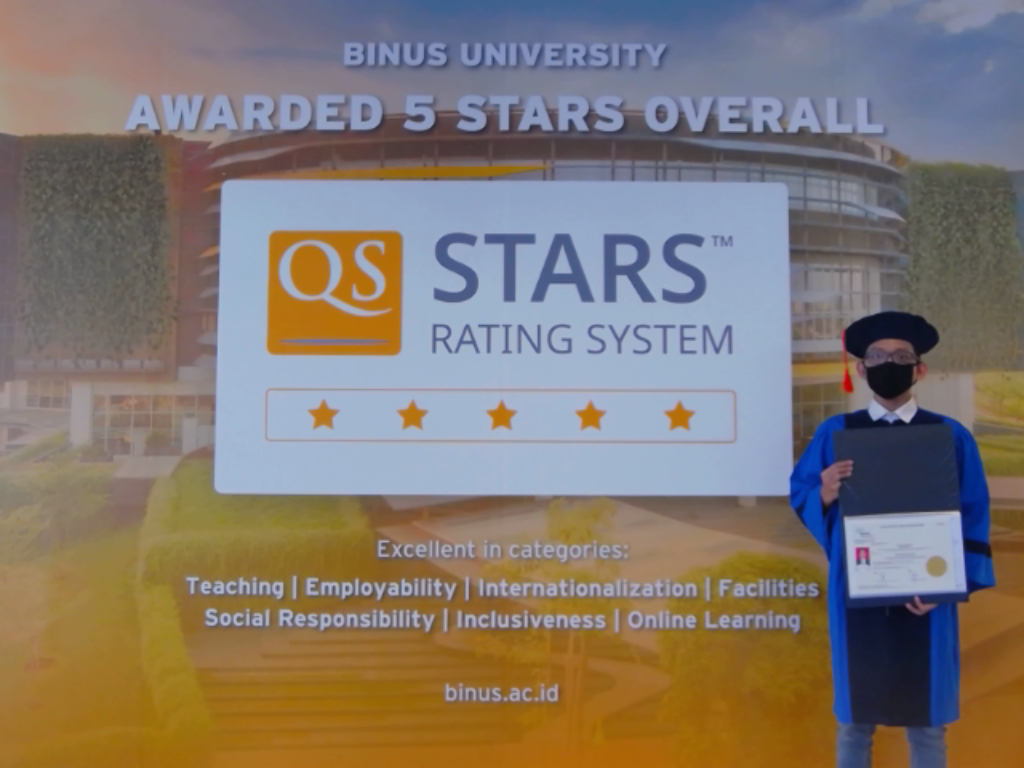 BINUS UNIVERSITY
AWARDED 5 STARS OVERALL
QS
STARS™
RATING SYSTEM
Excellent in categories:
Teaching | Employability | Internationalization | Facilities
Social Responsibility | Inclusiveness | Online Learning
binus.ac.id